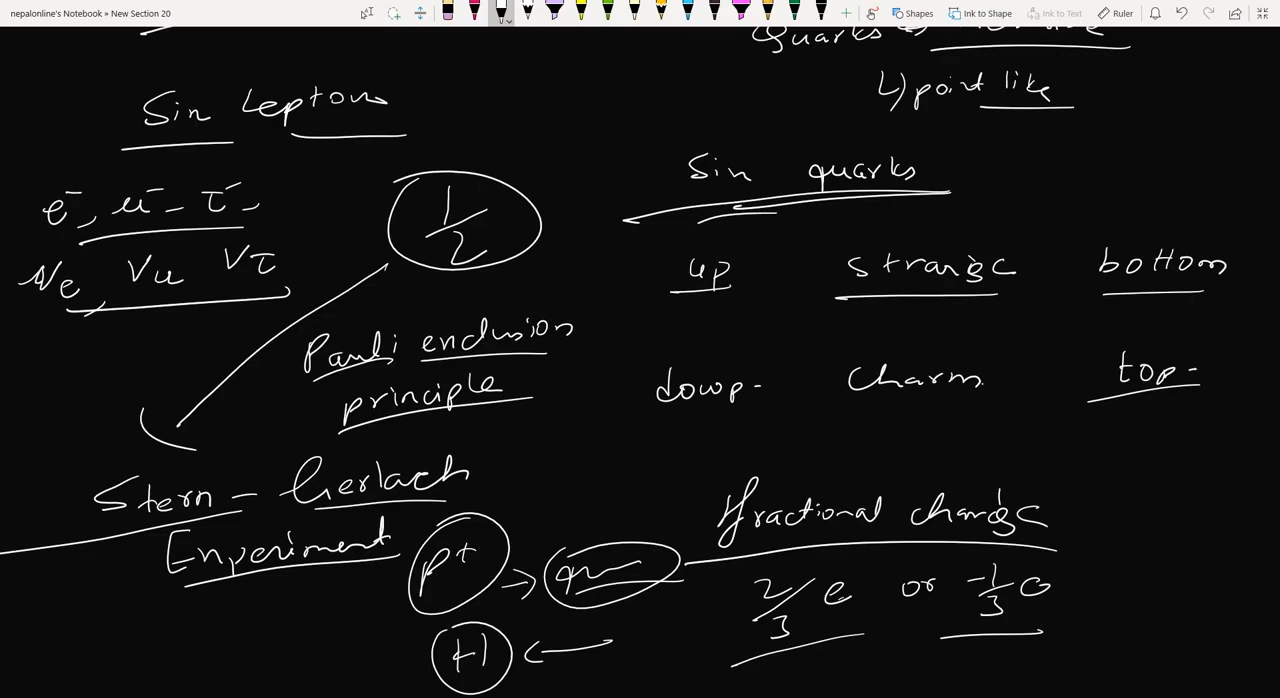 nepalonline's Notebook » New Section 20
Shapes Ink to Shape Ink to Text Ruler
Quarks
↳ point like
Six leptons
e⁻, μ⁻ τ⁻
νe νμ ντ
1/2
Pauli exclusion
principle
Stern - Gerlach
Experiment
Six quarks
up strange bottom
down charm top
fractional charge
2/3 e or -1/3 e
p+ → qu
+1 ←